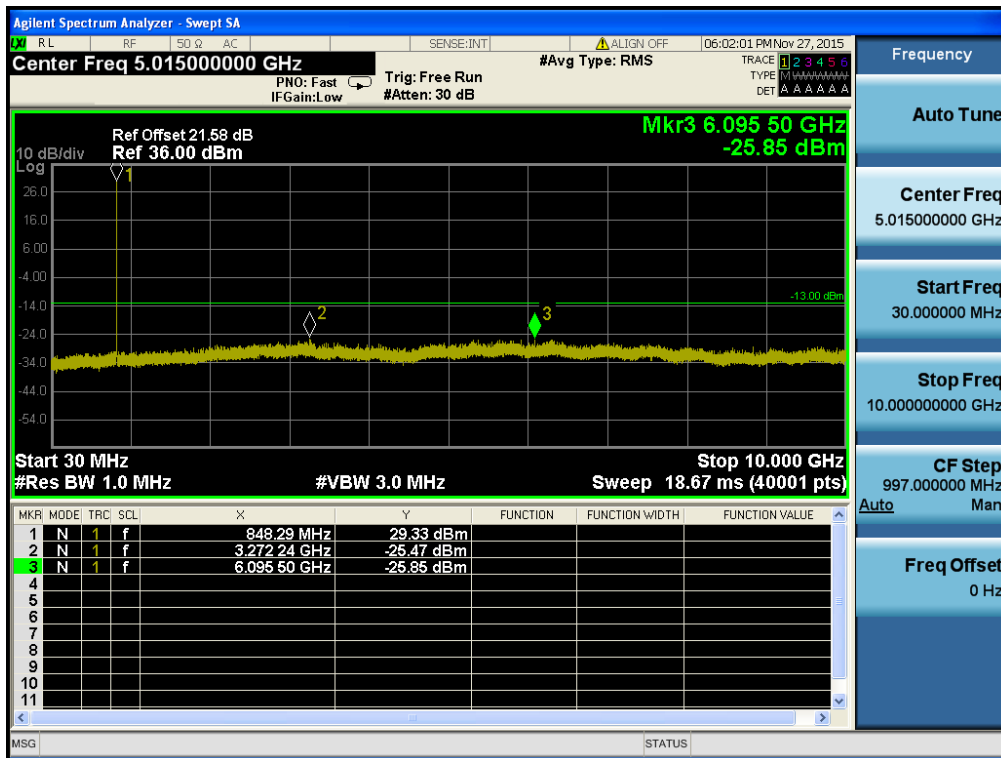 Agilent Spectrum Analyzer - Swept SA
LXI RL RF 50 Ω AC SENSE:INT ALIGN OFF 06:02:01 PM Nov 27, 2015
Center Freq 5.015000000 GHz
PNO: Fast
IFGain:Low
Trig: Free Run
#Atten: 30 dB
#Avg Type: RMS
TRACE 1 2 3 4 5 6
TYPE M
DET A A A A A A
Mkr3 6.095 50 GHz
-25.85 dBm
Ref Offset 21.58 dB
10 dB/div Ref 36.00 dBm
Log
1
26.0
16.0
6.00
-4.00
-13.00 dBm
-14.0
2
3
-24.0
-34.0
-44.0
-54.0
Start 30 MHz Stop 10.000 GHz
#Res BW 1.0 MHz #VBW 3.0 MHz Sweep 18.67 ms (40001 pts)
MKR MODE TRC SCL X Y FUNCTION FUNCTION WIDTH FUNCTION VALUE
1 N 1 f 848.29 MHz 29.33 dBm
2 N 1 f 3.272 24 GHz -25.47 dBm
3 N 1 f 6.095 50 GHz -25.85 dBm
4
5
6
7
8
9
10
11
MSG STATUS
Frequency
Auto Tune
Center Freq
5.015000000 GHz
Start Freq
30.000000 MHz
Stop Freq
10.000000000 GHz
CF Step
997.000000 MHz
Auto Man
Freq Offset
0 Hz